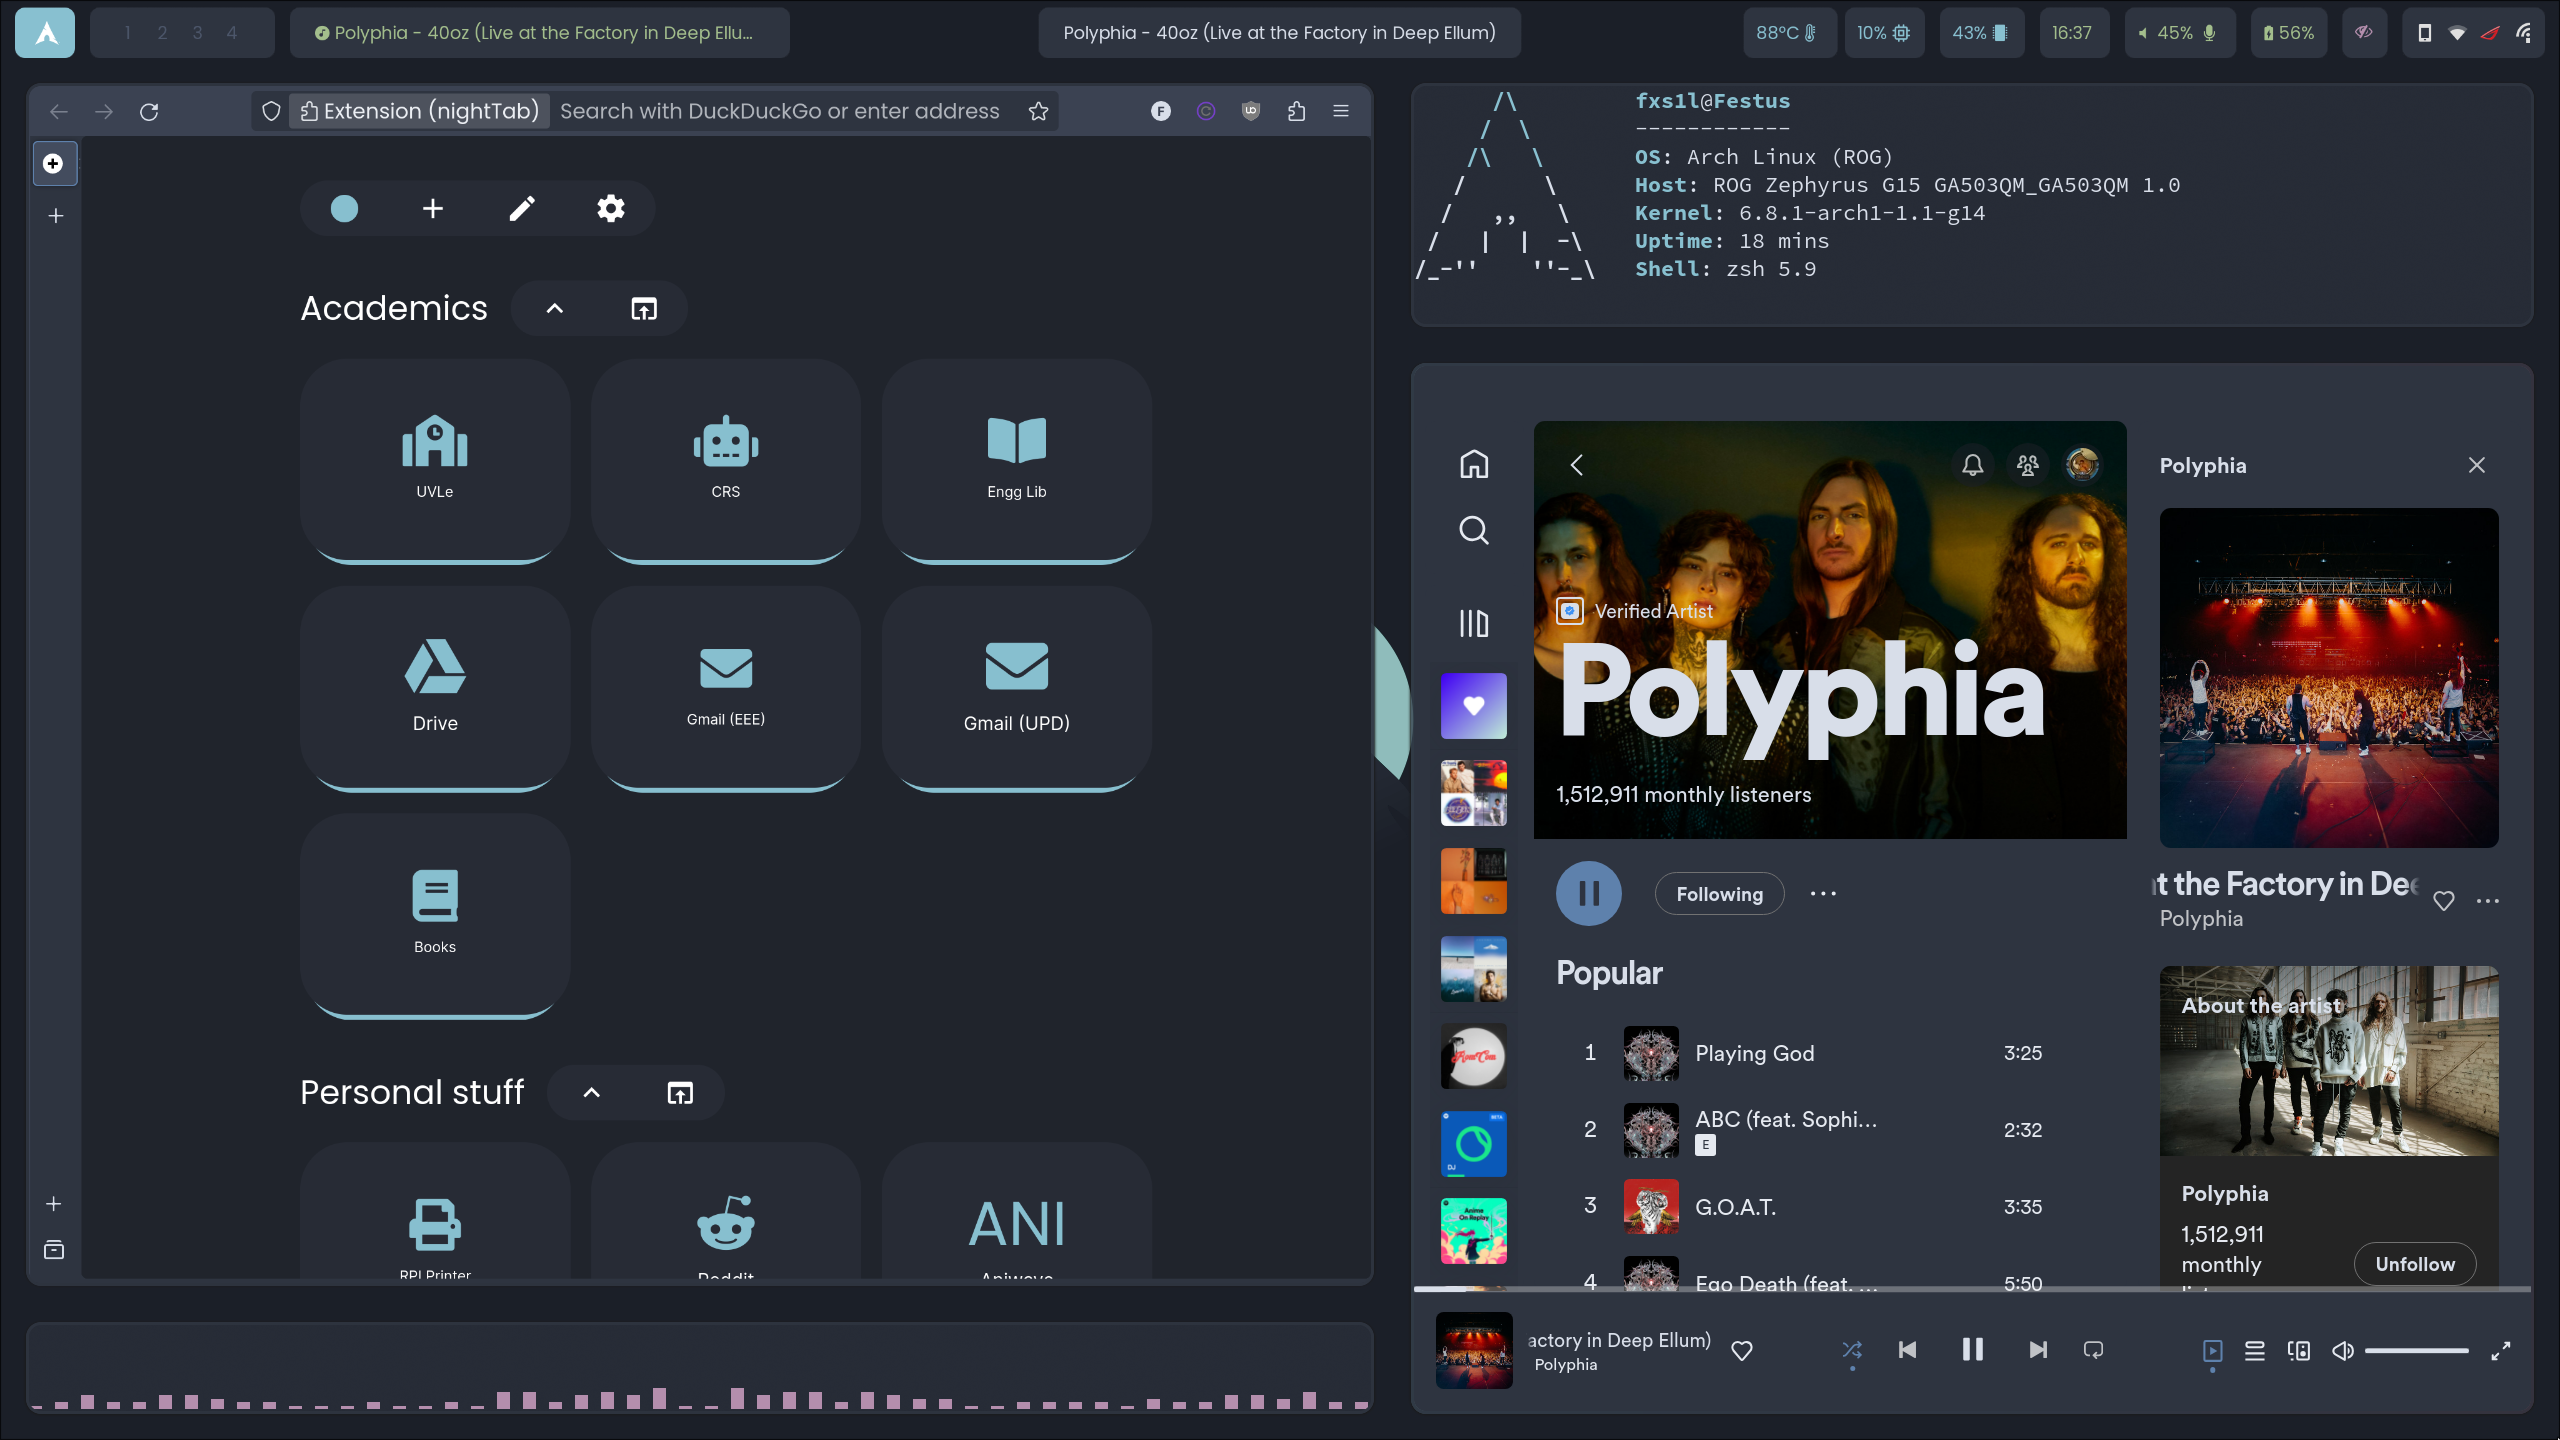 1 2 3 4
Polyphia - 40oz (Live at the Factory in Deep Ellu...
Polyphia - 40oz (Live at the Factory in Deep Ellum)
88°C
10%
43%
16:37
45%
56%
Extension (nightTab)
Search with DuckDuckGo or enter address
F
Academics
UVLe
CRS
Engg Lib
Drive
Gmail (EEE)
Gmail (UPD)
Books
Personal stuff
RPI Printer
Reddit
ANI
Aniwave
/\
/  \
/\   \
/      \
/   ,,   \
/   |  |  -\
/_-''    ''-_\
fxs1l@Festus
------------
OS: Arch Linux (ROG)
Host: ROG Zephyrus G15 GA503QM_GA503QM 1.0
Kernel: 6.8.1-arch1-1.1-g14
Uptime: 18 mins
Shell: zsh 5.9
Verified Artist
Polyphia
1,512,911 monthly listeners
Following
Popular
1 Playing God 3:25
2 ABC (feat. Sophi... 2:32
E
3 G.O.A.T. 3:35
4 Ego Death (feat. ... 5:50
BETA
DJ
Anime
On Replay
Polyphia
t the Factory in Dee
Polyphia
About the artist
Polyphia
1,512,911
monthly
Unfollow
actory in Deep Ellum)
Polyphia